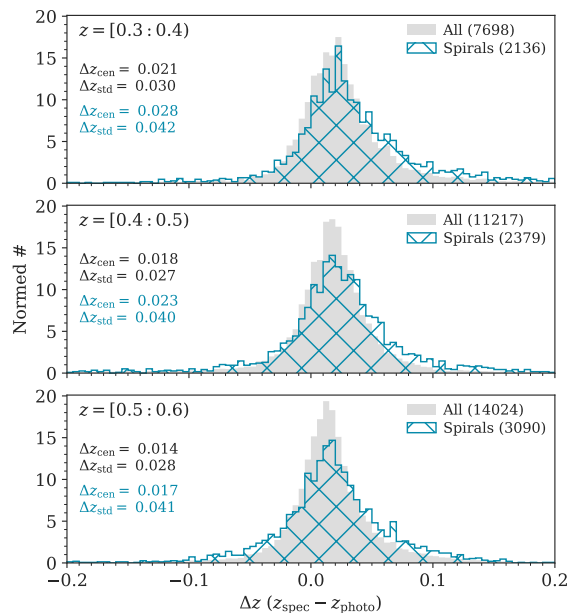 z = [0.3 : 0.4)
Δz_cen = 0.021
Δz_std = 0.030
Δz_cen = 0.028
Δz_std = 0.042
All (7698)
Spirals (2136)
20
15
10
5
0
z = [0.4 : 0.5)
Δz_cen = 0.018
Δz_std = 0.027
Δz_cen = 0.023
Δz_std = 0.040
All (11217)
Spirals (2379)
20
15
10
5
0
Normed #
z = [0.5 : 0.6)
Δz_cen = 0.014
Δz_std = 0.028
Δz_cen = 0.017
Δz_std = 0.041
All (14024)
Spirals (3090)
20
15
10
5
0
−0.2 −0.1 0.0 0.1 0.2
Δz (z_spec − z_photo)